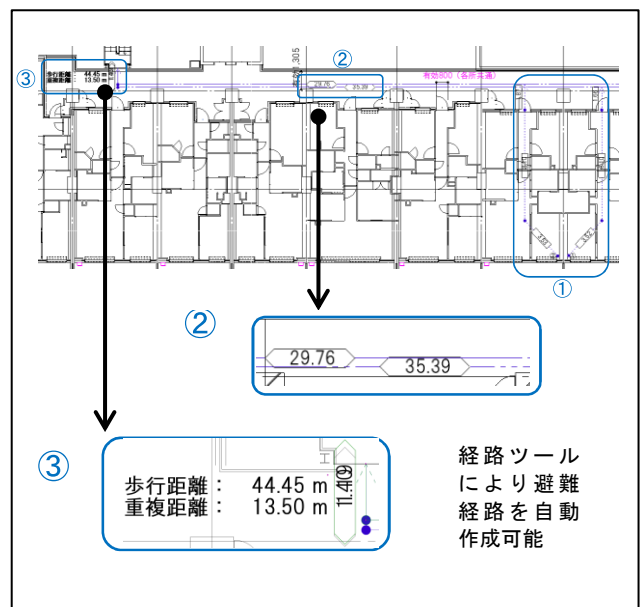 ②
有効800（各所共通）
③
歩行距離： 44.45 m
重複距離： 13.50 m
29.76
35.39
①
②
29.76
35.39
③
歩行距離： 44.45 m
重複距離： 13.50 m
経路ツール
により避難
経路を自動
作成可能